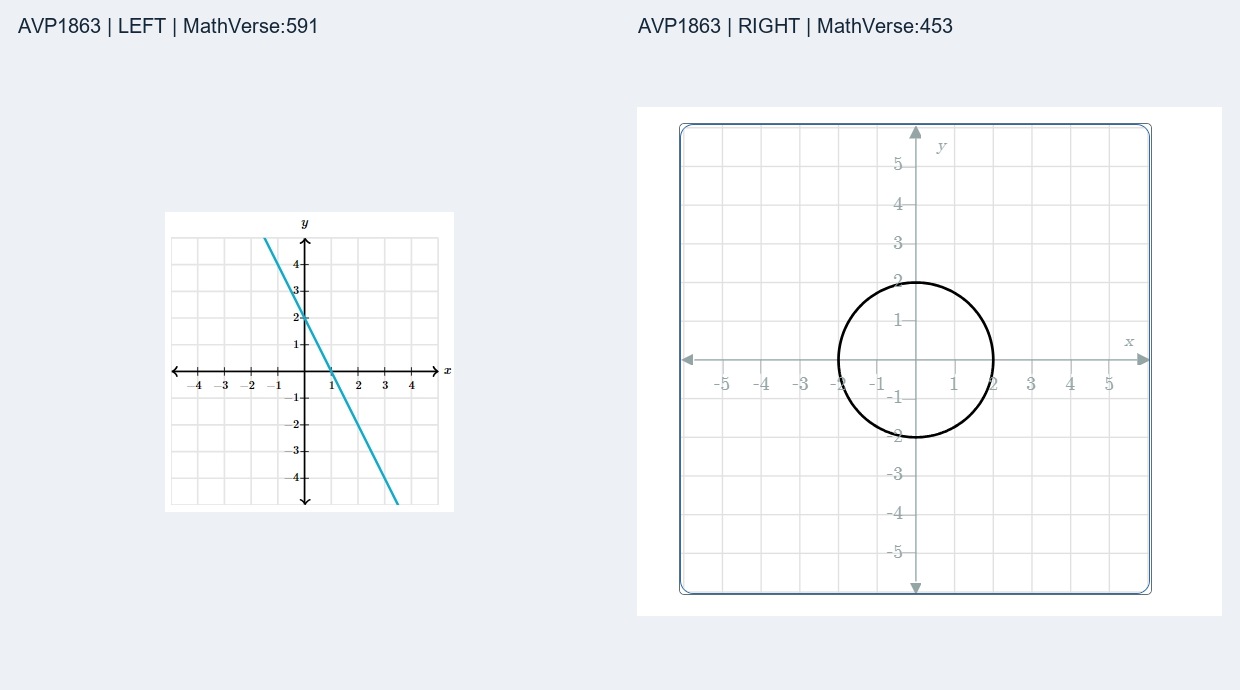 AVP1863 | LEFT | MathVerse:591
AVP1863 | RIGHT | MathVerse:453
y
4
3
2
1
-4 -3 -2 -1 1 2 3 4 x
-1
-2
-3
-4
y
5
4
3
2
1
x
-5 -4 -3 -2 -1 1 2 3 4 5
-1
-2
-3
-4
-5